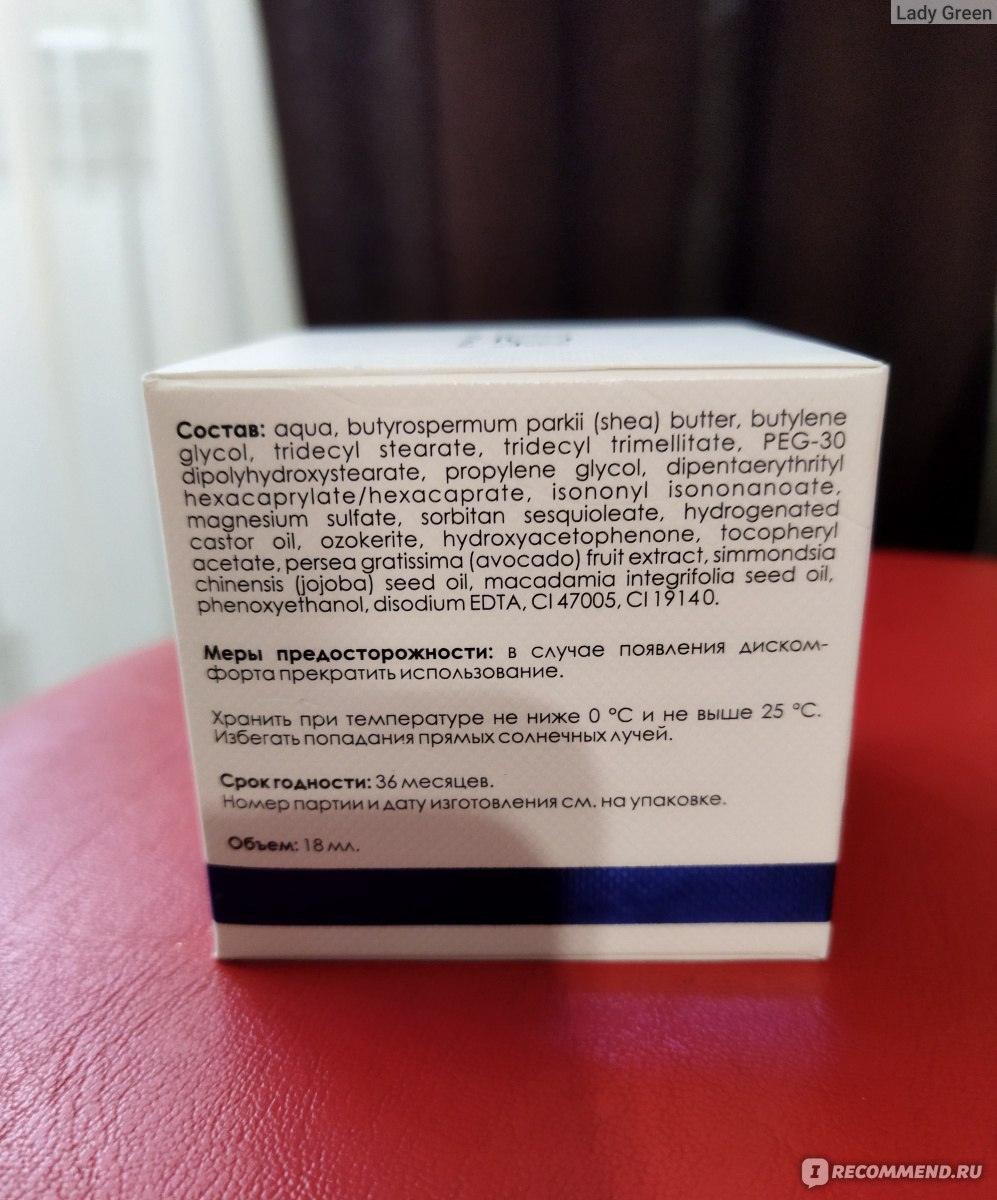 Lady Green
Состав: aqua, butyrospermum parkii (shea) butter, butylene
glycol, tridecyl stearate, tridecyl trimellitate, PEG-30
dipolyhydroxystearate, propylene glycol, dipentaerythrityl
hexacaprylate/hexacaprate, isononyl isononanoate,
magnesium sulfate, sorbitan sesquioleate, hydrogenated
castor oil, ozokerite, hydroxyacetophenone, tocopheryl
acetate, persea gratissima (avocado) fruit extract, simmondsia
chinensis (jojoba) seed oil, macadamia integrifolia seed oil,
phenoxyethanol, disodium EDTA, CI 47005, CI 19140.
Меры предосторожности: в случае появления диском-
форта прекратить использование.
Хранить при температуре не ниже 0 °C и не выше 25 °C.
Избегать попадания прямых солнечных лучей.
Срок годности: 36 месяцев.
Номер партии и дату изготовления см. на упаковке.
Объем: 18 мл.
IRECOMMEND.RU